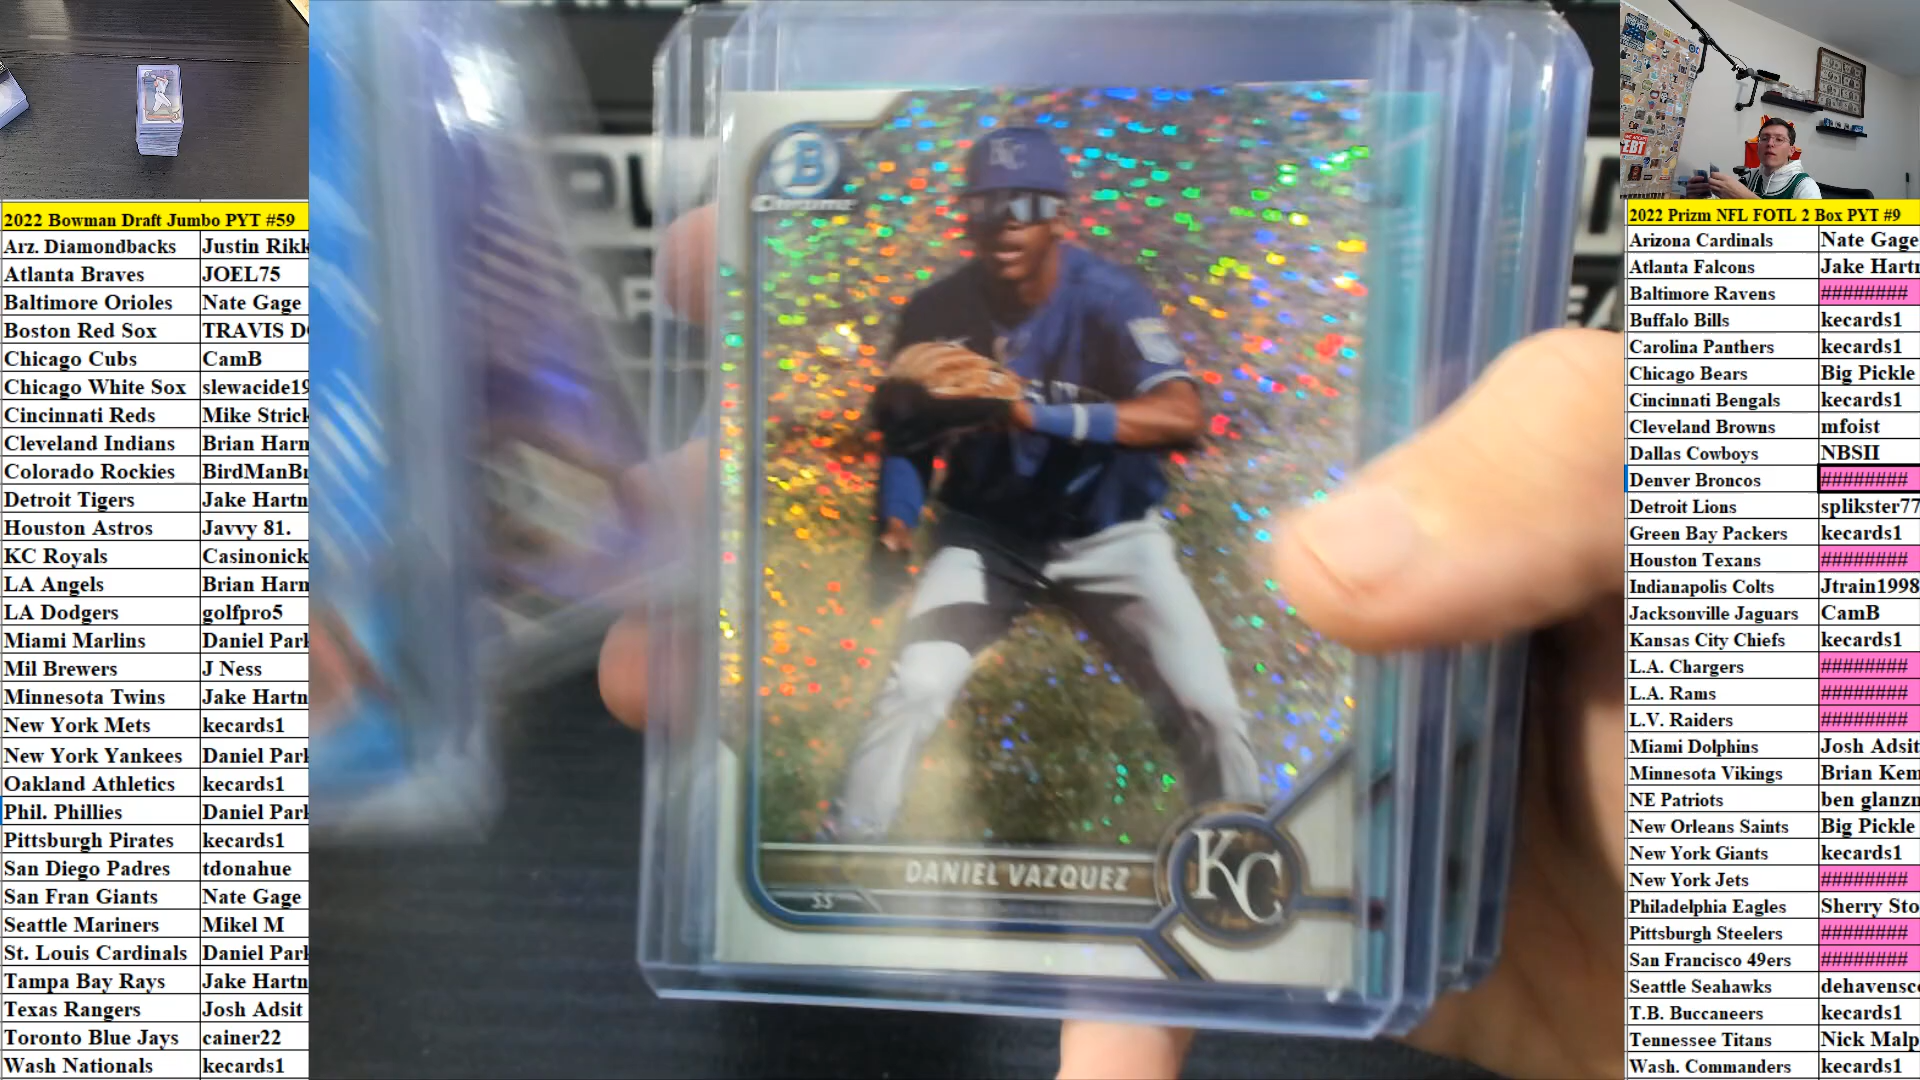 2022 Bowman Draft Jumbo PYT #59
Arz. Diamondbacks Justin Rikk
Atlanta Braves JOEL75
Baltimore Orioles Nate Gage
Boston Red Sox TRAVIS D
Chicago Cubs CamB
Chicago White Sox slewacide19
Cincinnati Reds Mike Strick
Cleveland Indians Brian Harn
Colorado Rockies BirdManBr
Detroit Tigers Jake Hartn
Houston Astros Javvy 81.
KC Royals Casinonick
LA Angels Brian Harn
LA Dodgers golfpro5
Miami Marlins Daniel Park
Mil Brewers J Ness
Minnesota Twins Jake Hartn
New York Mets kecards1
New York Yankees Daniel Park
Oakland Athletics kecards1
Phil. Phillies Daniel Park
Pittsburgh Pirates kecards1
San Diego Padres tdonahue
San Fran Giants Nate Gage
Seattle Mariners Mikel M
St. Louis Cardinals Daniel Park
Tampa Bay Rays Jake Hartn
Texas Rangers Josh Adsit
Toronto Blue Jays cainer22
Wash Nationals kecards1
B
Chrome
KC
DANIEL VAZQUEZ
SS
KC
2022 Prizm NFL FOTL 2 Box PYT #9
Arizona Cardinals Nate Gage
Atlanta Falcons Jake Hartn
Baltimore Ravens ########
Buffalo Bills kecards1
Carolina Panthers kecards1
Chicago Bears Big Pickle
Cincinnati Bengals kecards1
Cleveland Browns mfoist
Dallas Cowboys NBSII
Denver Broncos ########
Detroit Lions splikster77
Green Bay Packers kecards1
Houston Texans ########
Indianapolis Colts Jtrain1998
Jacksonville Jaguars CamB
Kansas City Chiefs kecards1
L.A. Chargers ########
L.A. Rams ########
L.V. Raiders ########
Miami Dolphins Josh Adsit
Minnesota Vikings Brian Kem
NE Patriots ben glanzn
New Orleans Saints Big Pickle
New York Giants kecards1
New York Jets ########
Philadelphia Eagles Sherry Sto
Pittsburgh Steelers ########
San Francisco 49ers ########
Seattle Seahawks dehavensc
T.B. Buccaneers kecards1
Tennessee Titans Nick Malp
Wash. Commanders kecards1